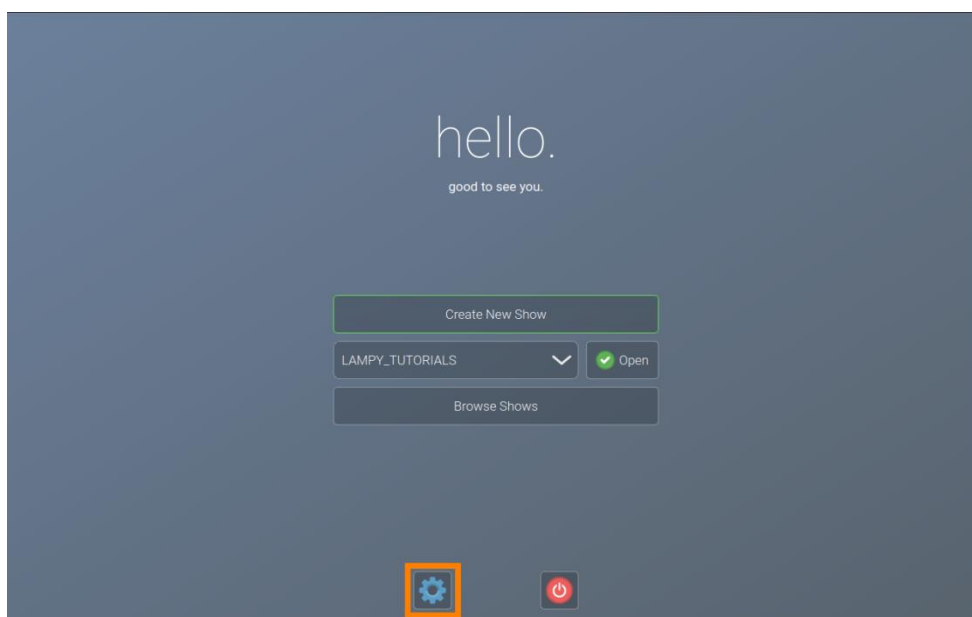 hello.
good to see you.
Create New Show
LAMPY_TUTORIALS
Open
Browse Shows